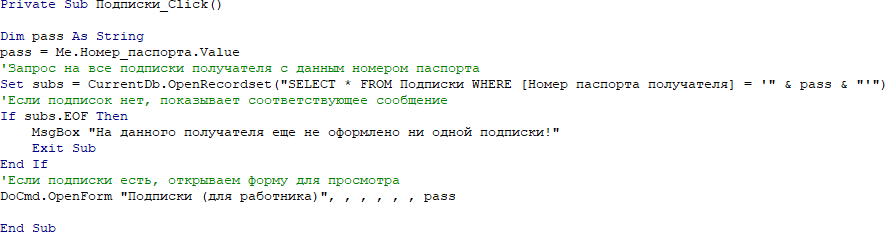 Private Sub Подписки_Click()
Dim pass As String
pass = Me.Номер_паспорта.Value
'Запрос на все подписки получателя с данным номером паспорта
Set subs = CurrentDb.OpenRecordset("SELECT * FROM Подписки WHERE [Номер паспорта получателя] = '" & pass & "'")
'Если подписок нет, показывает соответствующее сообщение
If subs.EOF Then
MsgBox "На данного получателя еще не оформлено ни одной подписки!"
Exit Sub
End If
'Если подписки есть, открываем форму для просмотра
DoCmd.OpenForm "Подписки (для работника)", , , , , , pass
End Sub